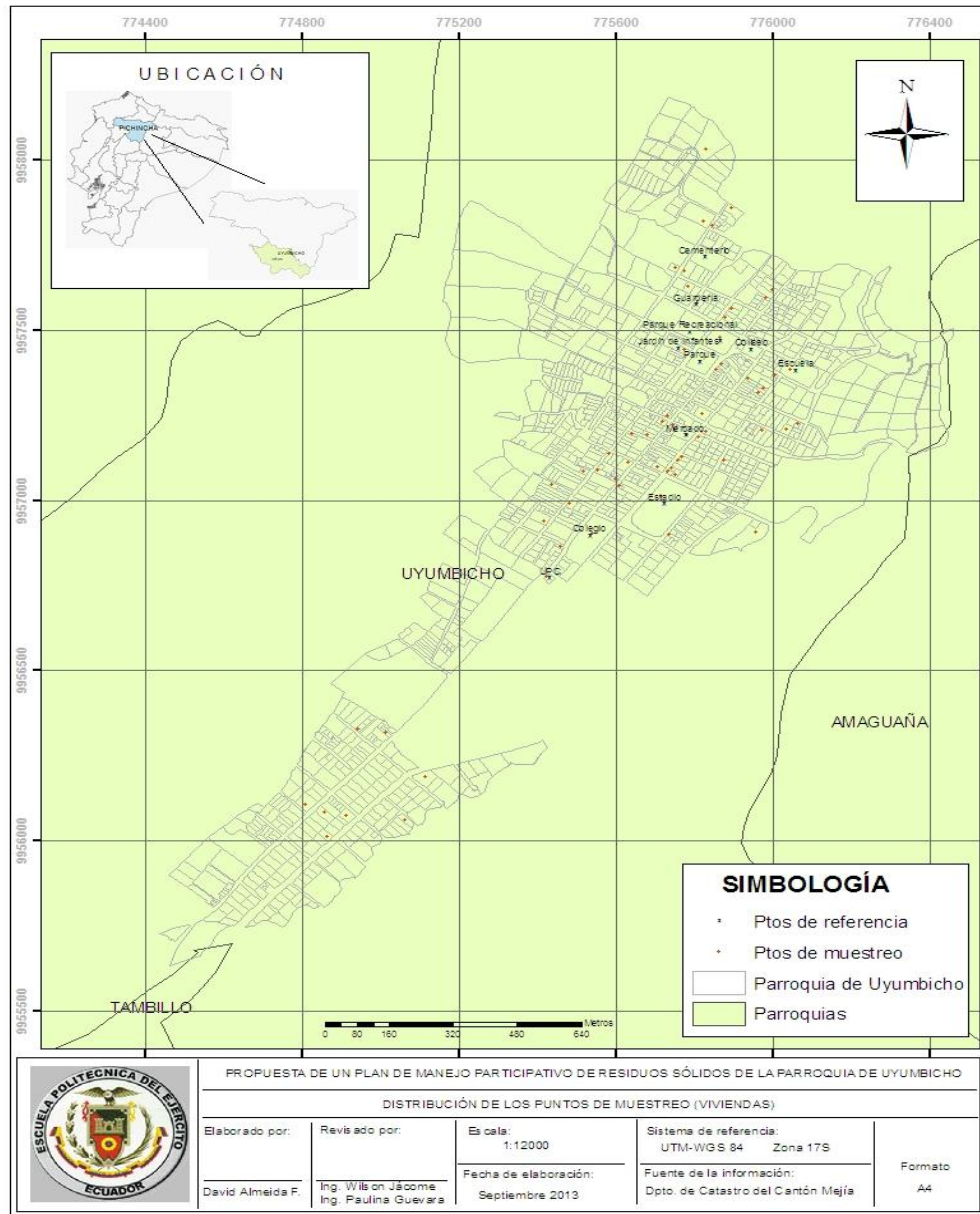 774400 774800 775200 775600 776000 776400
UBICACIÓN
PICHINCHA
UYUMBICHO
N
9958000
9957500
9957000
9956500
9956000
9955500
Cementerio
Guardería
Parque Recreacional
Jardín de Infantes
Colegio
Parque
Escuela
Mercado
Estadio
Colegio
UPC
UYUMBICHO
AMAGUAÑA
TAMBILLO
SIMBOLOGÍA
Ptos de referencia
Ptos de muestreo
Parroquia de Uyumbicho
Parroquias
Metros
0 80 160 320 480 640
ESCUELA POLITECNICA DEL EJERCITO
ECUADOR
PROPUESTA DE UN PLAN DE MANEJO PARTICIPATIVO DE RESIDUOS SÓLIDOS DE LA PARROQUIA DE UYUMBICHO
DISTRIBUCIÓN DE LOS PUNTOS DE MUESTREO (VIVIENDAS)
Elaborado por:
David Almeida F.
Revisado por:
Ing. Wilson Jácome
Ing. Paulina Guevara
Escala:
1:12000
Fecha de elaboración:
Septiembre 2013
Sistema de referencia:
UTM-WGS 84 Zona 17S
Fuente de la información:
Dpto. de Catastro del Cantón Mejía
Formato
A4